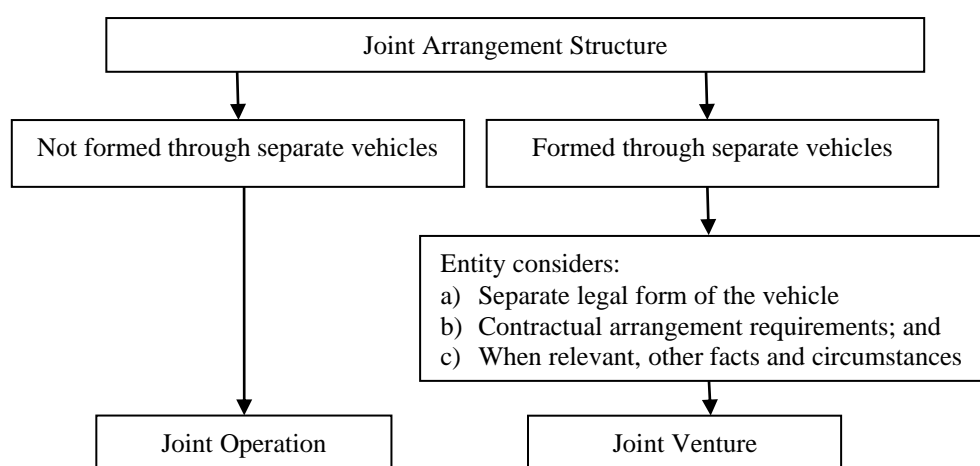 Joint Arrangement Structure
Not formed through separate vehicles
Formed through separate vehicles
Entity considers:
a) Separate legal form of the vehicle
b) Contractual arrangement requirements; and
c) When relevant, other facts and circumstances
Joint Operation
Joint Venture